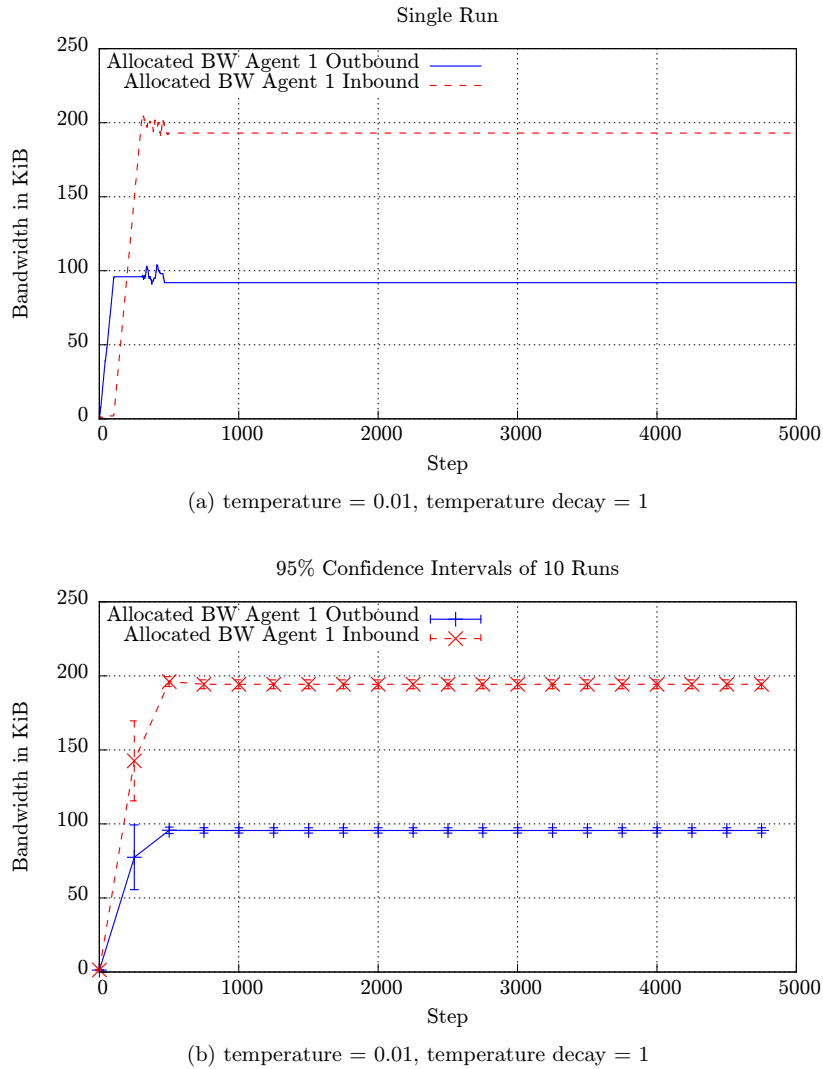 Single Run
250
200
150
100
50
0
Bandwidth in KiB
Allocated BW Agent 1 Outbound
Allocated BW Agent 1 Inbound
0 1000 2000 3000 4000 5000
Step
(a) temperature = 0.01, temperature decay = 1
95% Confidence Intervals of 10 Runs
250
200
150
100
50
0
Bandwidth in KiB
Allocated BW Agent 1 Outbound
Allocated BW Agent 1 Inbound
0 1000 2000 3000 4000 5000
Step
(b) temperature = 0.01, temperature decay = 1